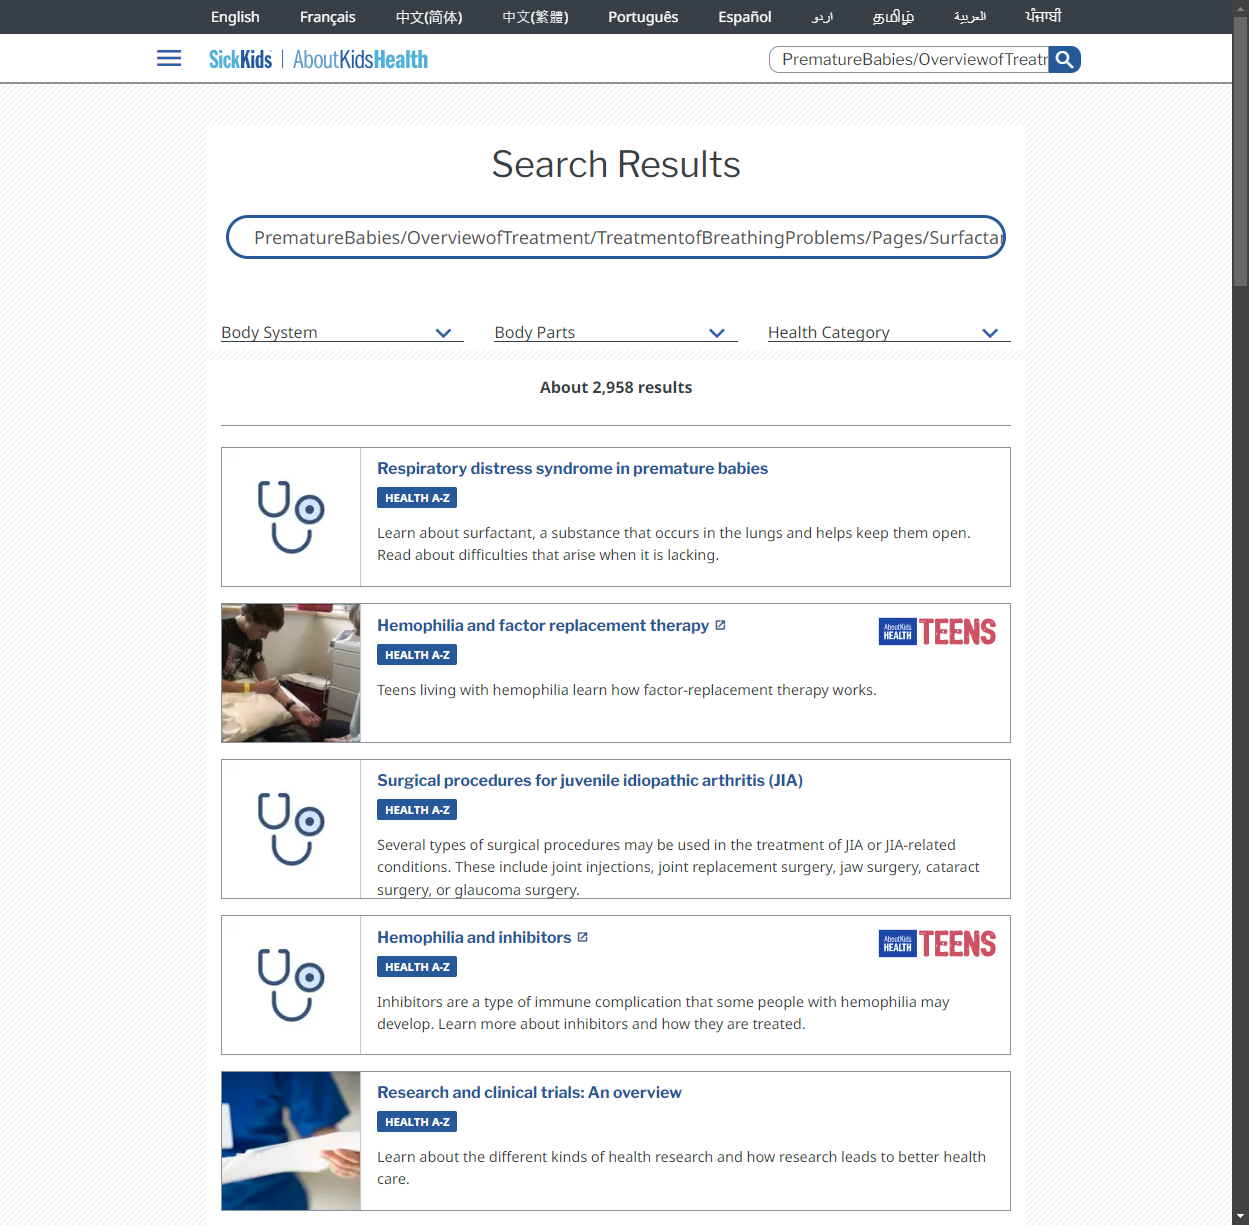 English Français 中文(简体) 中文(繁體) Português Español اردو தமிழ் العربية ਪੰਜਾਬੀ
SickKids | AboutKidsHealth
PrematureBabies/OverviewofTreatr
Search Results
PrematureBabies/OverviewofTreatment/TreatmentofBreathingProblems/Pages/Surfactan
Body System Body Parts Health Category
About 2,958 results
Respiratory distress syndrome in premature babies
HEALTH A-Z
Learn about surfactant, a substance that occurs in the lungs and helps keep them open.
Read about difficulties that arise when it is lacking.
Hemophilia and factor replacement therapy
AboutKids HEALTH TEENS
HEALTH A-Z
Teens living with hemophilia learn how factor-replacement therapy works.
Surgical procedures for juvenile idiopathic arthritis (JIA)
HEALTH A-Z
Several types of surgical procedures may be used in the treatment of JIA or JIA-related
conditions. These include joint injections, joint replacement surgery, jaw surgery, cataract
surgery, or glaucoma surgery.
Hemophilia and inhibitors
AboutKids HEALTH TEENS
HEALTH A-Z
Inhibitors are a type of immune complication that some people with hemophilia may
develop. Learn more about inhibitors and how they are treated.
Research and clinical trials: An overview
HEALTH A-Z
Learn about the different kinds of health research and how research leads to better health
care.